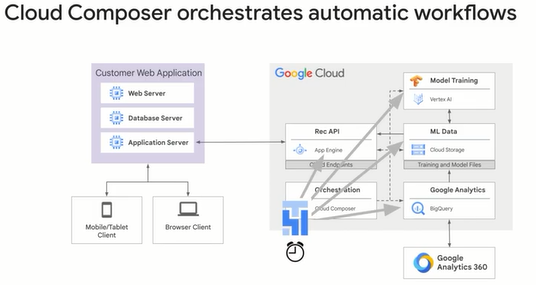 Cloud Composer orchestrates automatic workflows
Customer Web Application
Web Server
Database Server
Application Server
Mobile/Tablet
Client
Browser Client
Google Cloud
Model Training
Vertex AI
Rec API
App Engine
Cloud Endpoints
ML Data
Cloud Storage
Training and Model Files
Orchestration
Cloud Composer
Google Analytics
BigQuery
Google
Analytics 360